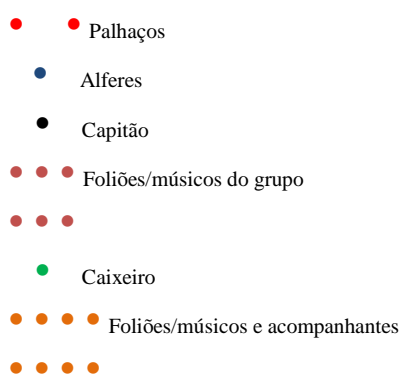 Palhaços
Alferes
Capitão
Foliões/músicos do grupo
Caixeiro
Foliões/músicos e acompanhantes